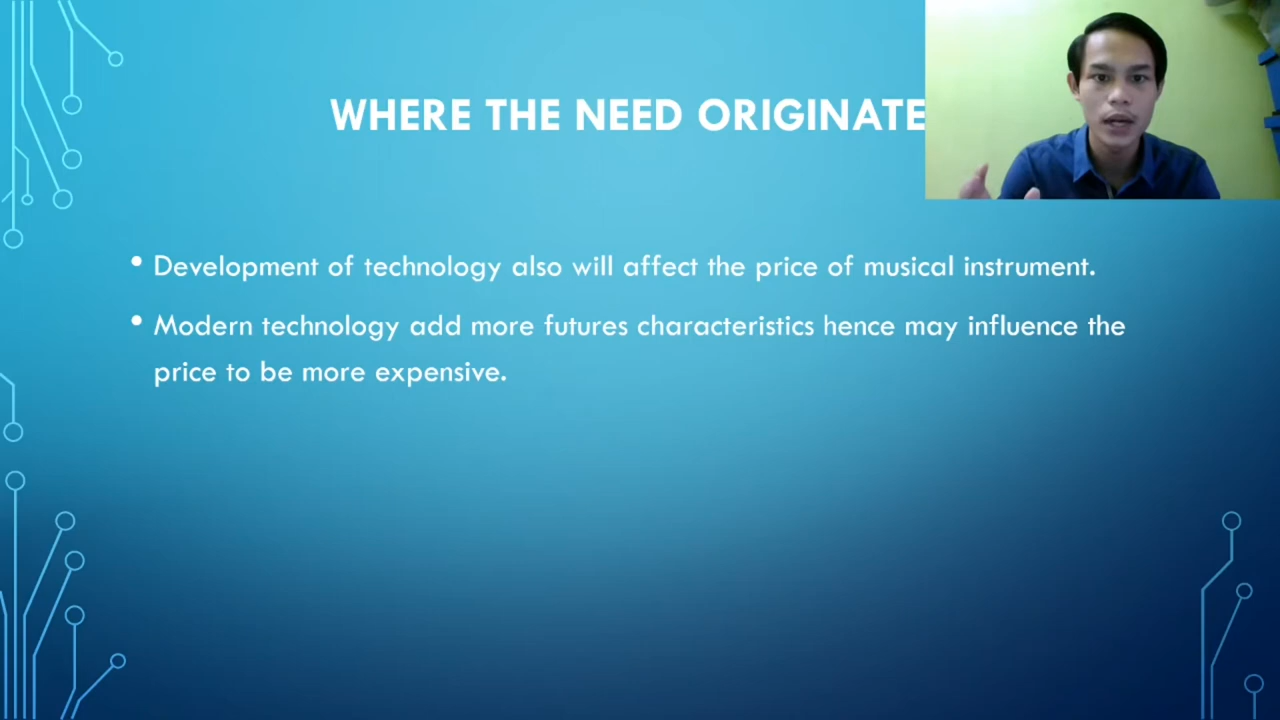 WHERE THE NEED ORIGINATE
• Development of technology also will affect the price of musical instrument.
• Modern technology add more futures characteristics hence may influence the
price to be more expensive.